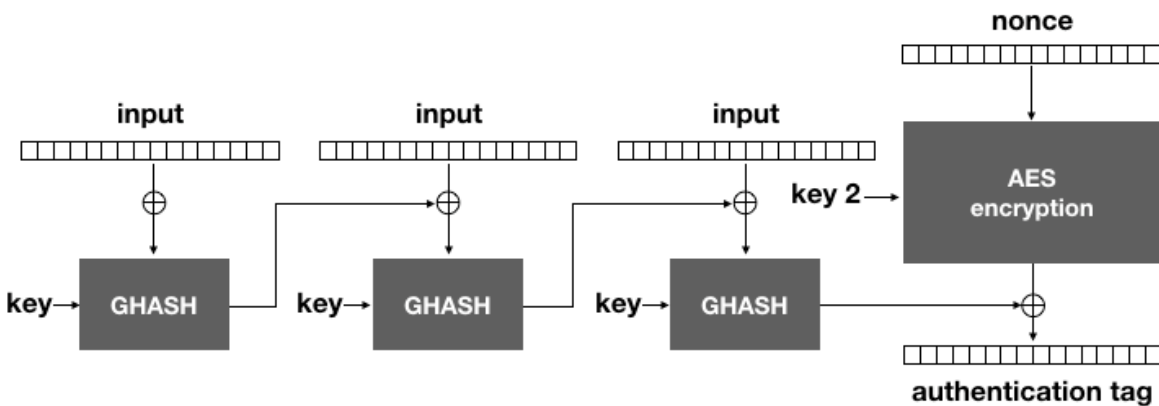 nonce
input
input
input
key 2
AES
encryption
key
GHASH
key
GHASH
key
GHASH
authentication tag